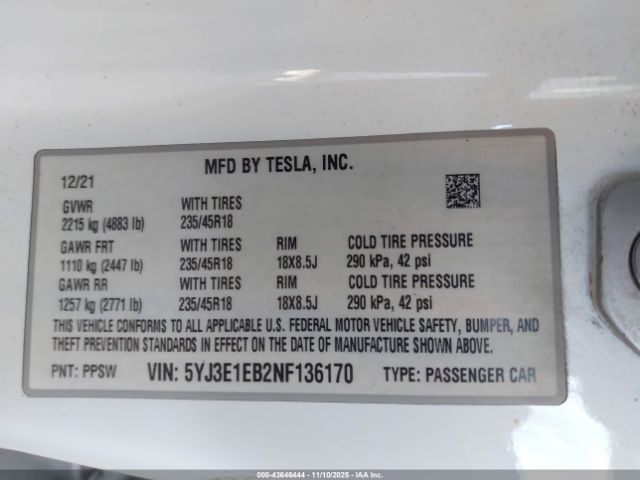 MFD BY TESLA, INC.
12/21
GVWR WITH TIRES
2215 kg (4883 lb) 235/45R18
GAWR FRT WITH TIRES RIM COLD TIRE PRESSURE
1110 kg (2447 lb) 235/45R18 18X8.5J 290 kPa, 42 psi
GAWR RR WITH TIRES RIM COLD TIRE PRESSURE
1257 kg (2771 lb) 235/45R18 18X8.5J 290 kPa, 42 psi
THIS VEHICLE CONFORMS TO ALL APPLICABLE U.S. FEDERAL MOTOR VEHICLE SAFETY, BUMPER, AND
THEFT PREVENTION STANDARDS IN EFFECT ON THE DATE OF MANUFACTURE SHOWN ABOVE.
PNT: PPSW VIN: 5YJ3E1EB2NF136170 TYPE: PASSENGER CAR
000-43646444 - 11/10/2025 - IAAI.COM